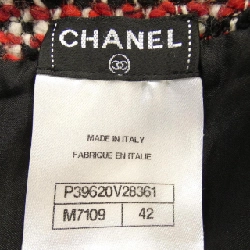 CHANEL
MADE IN ITALY
FABRIQUE EN ITALIE
P39620V28361
M7109 42